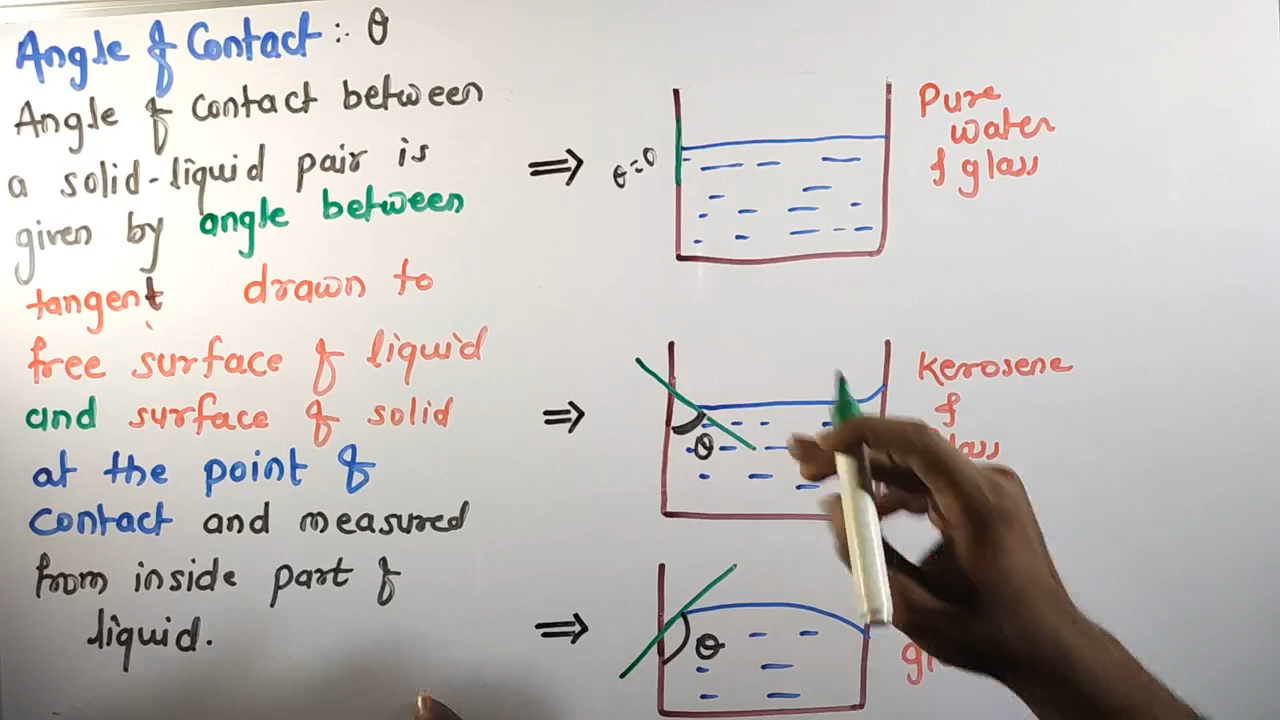 Angle of Contact :- θ
Angle of contact between
a solid-liquid pair is
given by angle between
tangent drawn to
free surface of liquid
and surface of solid
at the point of
contact and measured
from inside part of
liquid.
⇒
θ=0
Pure
water
& glass
⇒
θ
Kerosene
&
⇒
θ